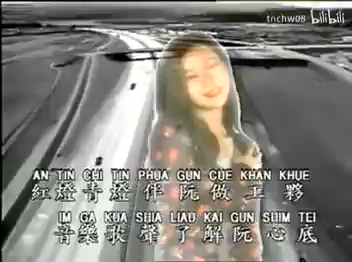 tnchw08 bilibili
AN TIN CHI TIN PHUA GUN CUE KHAN KHUE
紅燈青燈伴阮做工夥
IM GA KUA SHIA LIAU KAI GUN SHIM TEI
音樂歌聲了解阮心底